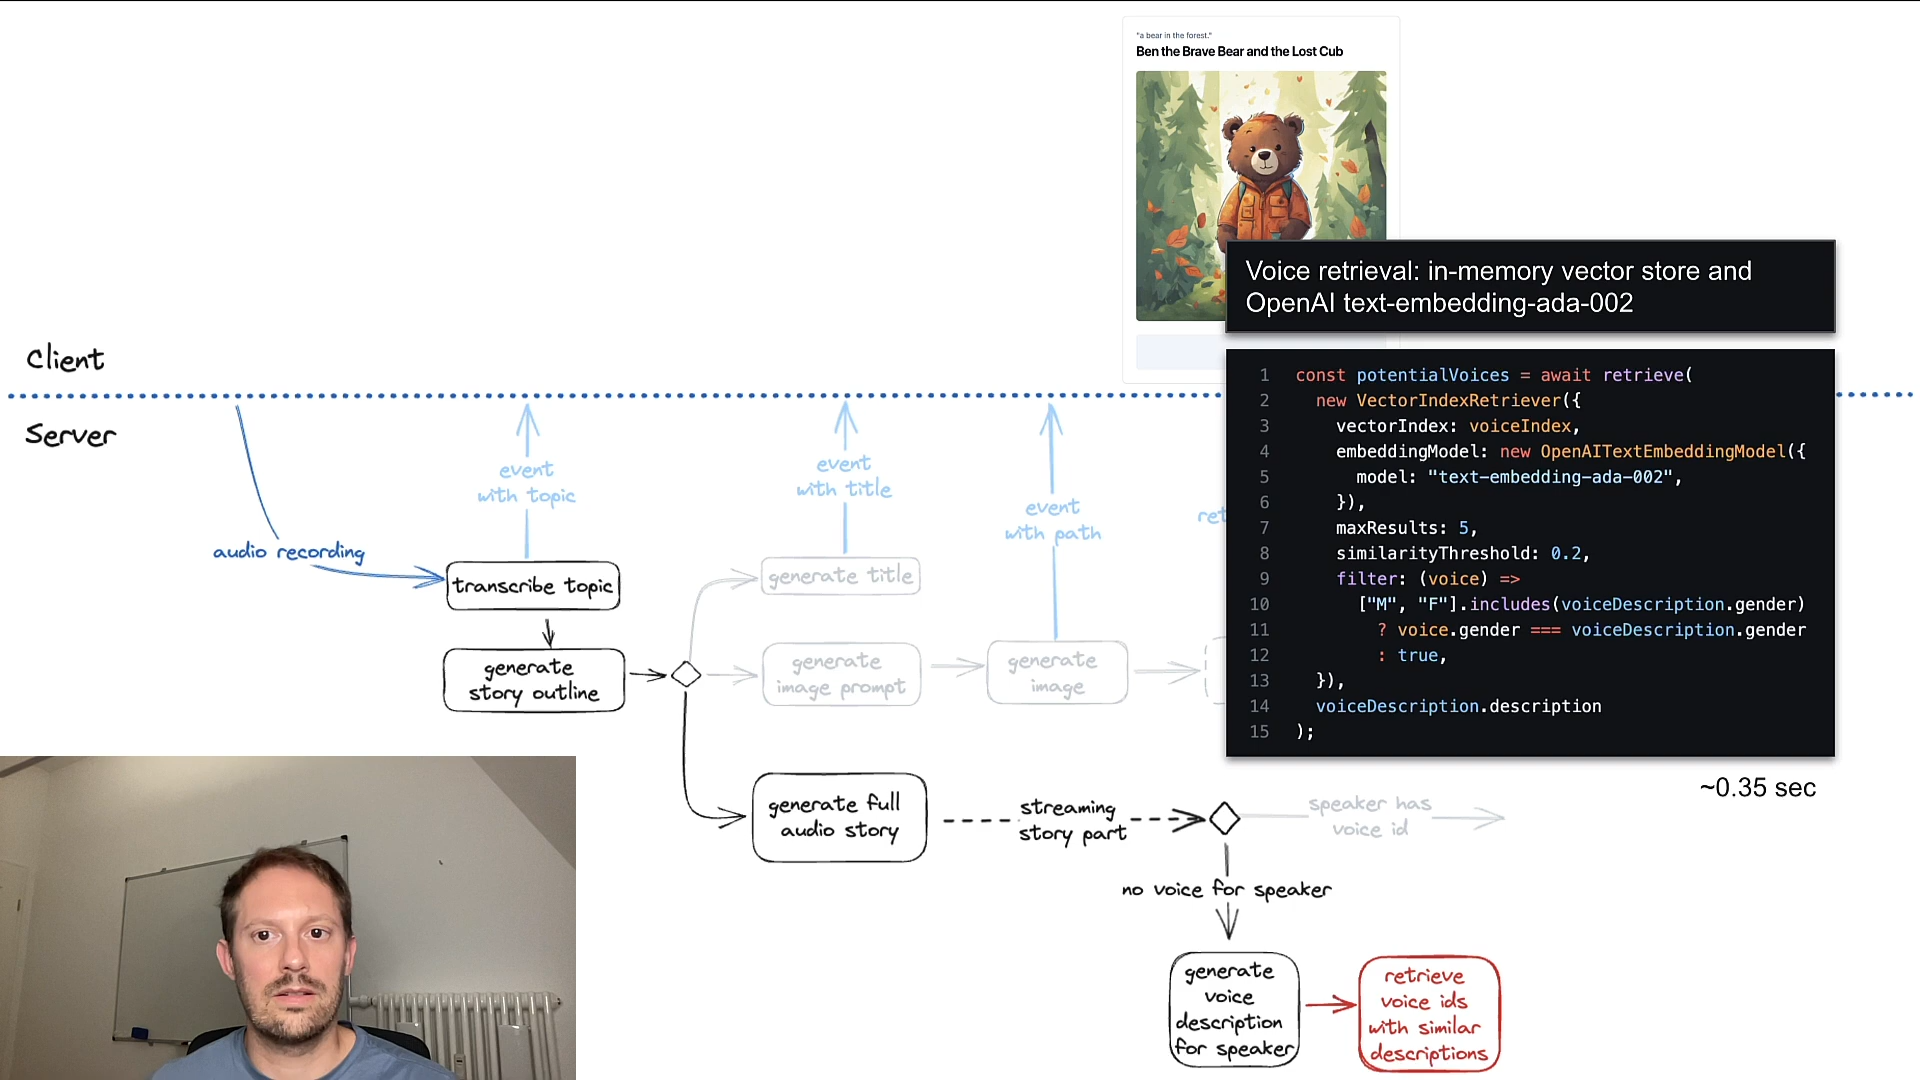 "a bear in the forest."
Ben the Brave Bear and the Lost Cub
Voice retrieval: in-memory vector store and
OpenAI text-embedding-ada-002
Client
Server
1 const potentialVoices = await retrieve(
2 new VectorIndexRetriever({
3 vectorIndex: voiceIndex,
4 embeddingModel: new OpenAITextEmbeddingModel({
5 model: "text-embedding-ada-002",
6 }),
7 maxResults: 5,
8 similarityThreshold: 0.2,
9 filter: (voice) =>
10 ["M", "F"].includes(voiceDescription.gender)
11 ? voice.gender === voiceDescription.gender
12 : true,
13 }),
14 voiceDescription.description
15 );
~0.35 sec
event
with topic
event
with title
event
with path
audio recording
transcribe topic
generate
story outline
generate title
generate
image prompt
generate
image
generate full
audio story
streaming
story part
speaker has
voice id
no voice for speaker
generate
voice
description
for speaker
retrieve
voice ids
with similar
descriptions